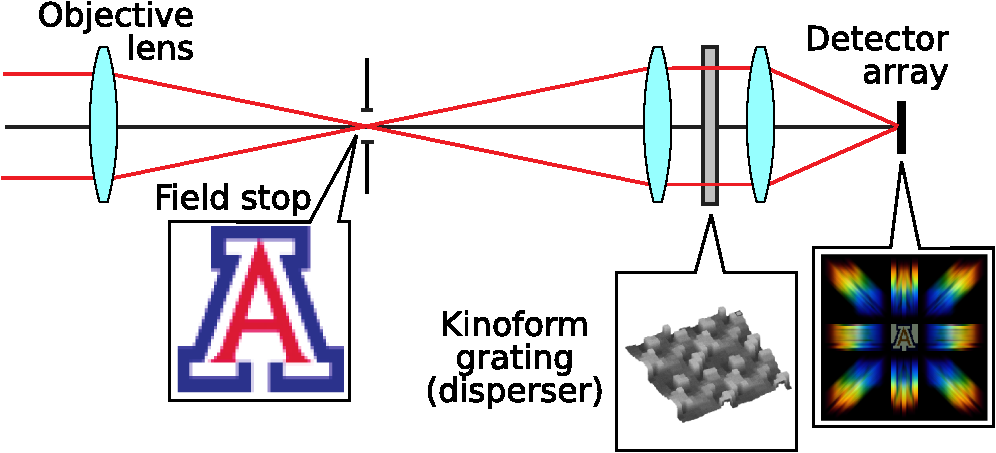 Objective
lens
Detector
array
Field stop
A
Kinoform
grating
(disperser)
A